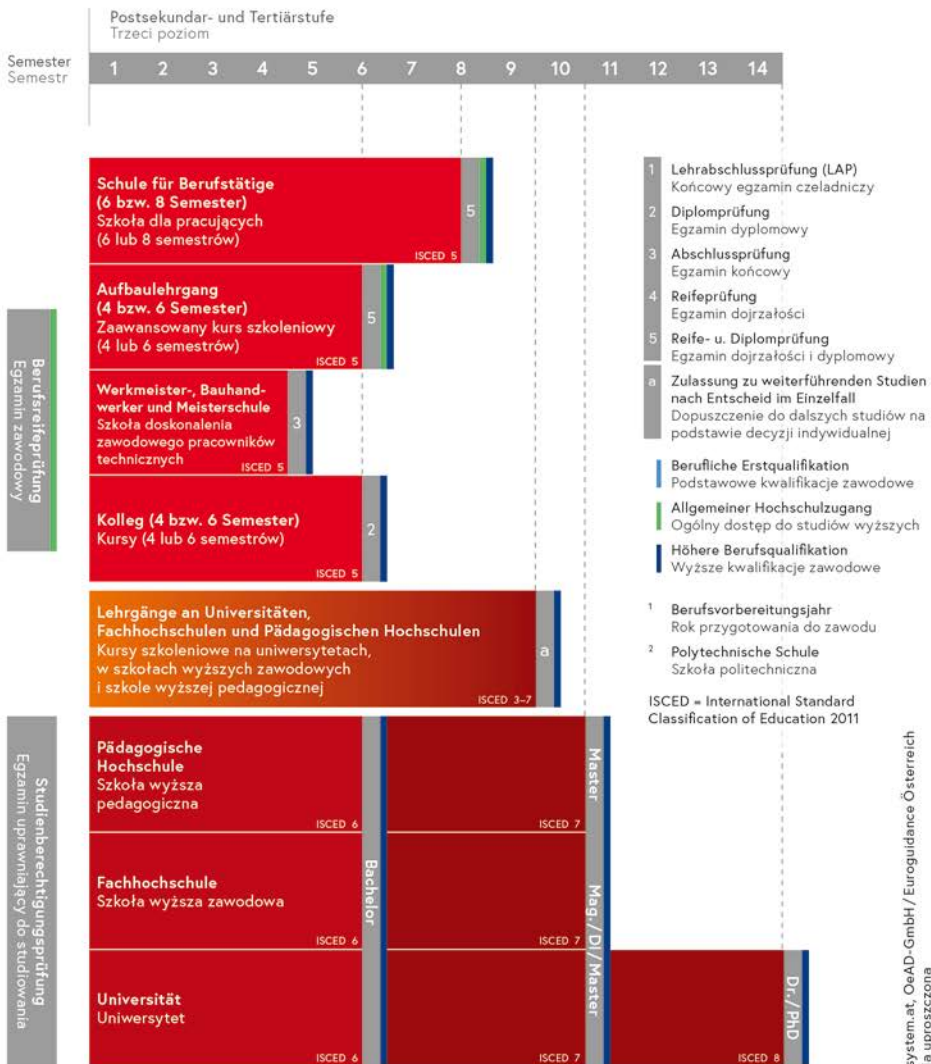 Postsekundar- und Tertiärstufe
Trzeci poziom
Semester
Semestr
1 2 3 4 5 6 7 8 9 10 11 12 13 14
Schule für Berufstätige
(6 bzw. 8 Semester)
Szkoła dla pracujących
(6 lub 8 semestrów)
ISCED 5
5
Aufbaulehrgang
(4 bzw. 6 Semester)
Zaawansowany kurs szkoleniowy
(4 lub 6 semestrów)
ISCED 5
5
Werkmeister-, Bauhand-
werker und Meisterschule
Szkoła doskonalenia
zawodowego pracowników
technicznych
ISCED 5
3
Kolleg (4 bzw. 6 Semester)
Kursy (4 lub 6 semestrów)
ISCED 5
2
Berufsreifeprüfung
Egzamin zawodowy
Lehrgänge an Universitäten,
Fachhochschulen und Pädagogischen Hochschulen
Kursy szkoleniowe na uniwersytetach,
w szkołach wyższych zawodowych
i szkole wyższej pedagogicznej
ISCED 3–7
a
Studienberechtigungsprüfung
Egzamin uprawniający do studiowania
Pädagogische
Hochschule
Szkoła wyższa
pedagogiczna
ISCED 6
ISCED 7
Master
Fachhochschule
Szkoła wyższa zawodowa
ISCED 6
Bachelor
ISCED 7
Mag. / DI / Master
Universität
Uniwersytet
ISCED 6
ISCED 7
ISCED 8
Dr. / PhD
1 Lehrabschlussprüfung (LAP)
Końcowy egzamin czeladniczy
2 Diplomprüfung
Egzamin dyplomowy
3 Abschlussprüfung
Egzamin końcowy
4 Reifeprüfung
Egzamin dojrzałości
5 Reife- u. Diplomprüfung
Egzamin dojrzałości i dyplomowy
a Zulassung zu weiterführenden Studien
nach Entscheid im Einzelfall
Dopuszczenie do dalszych studiów na
podstawie decyzji indywidualnej
Berufliche Erstqualifikation
Podstawowe kwalifikacje zawodowe
Allgemeiner Hochschulzugang
Ogólny dostęp do studiów wyższych
Höhere Berufsqualifikation
Wyższe kwalifikacje zawodowe
¹ Berufsvorbereitungsjahr
Rok przygotowania do zawodu
² Polytechnische Schule
Szkoła politechniczna
ISCED = International Standard
Classification of Education 2011
system.at, OeAD-GmbH / Euroguidance Österreich
uproszczona